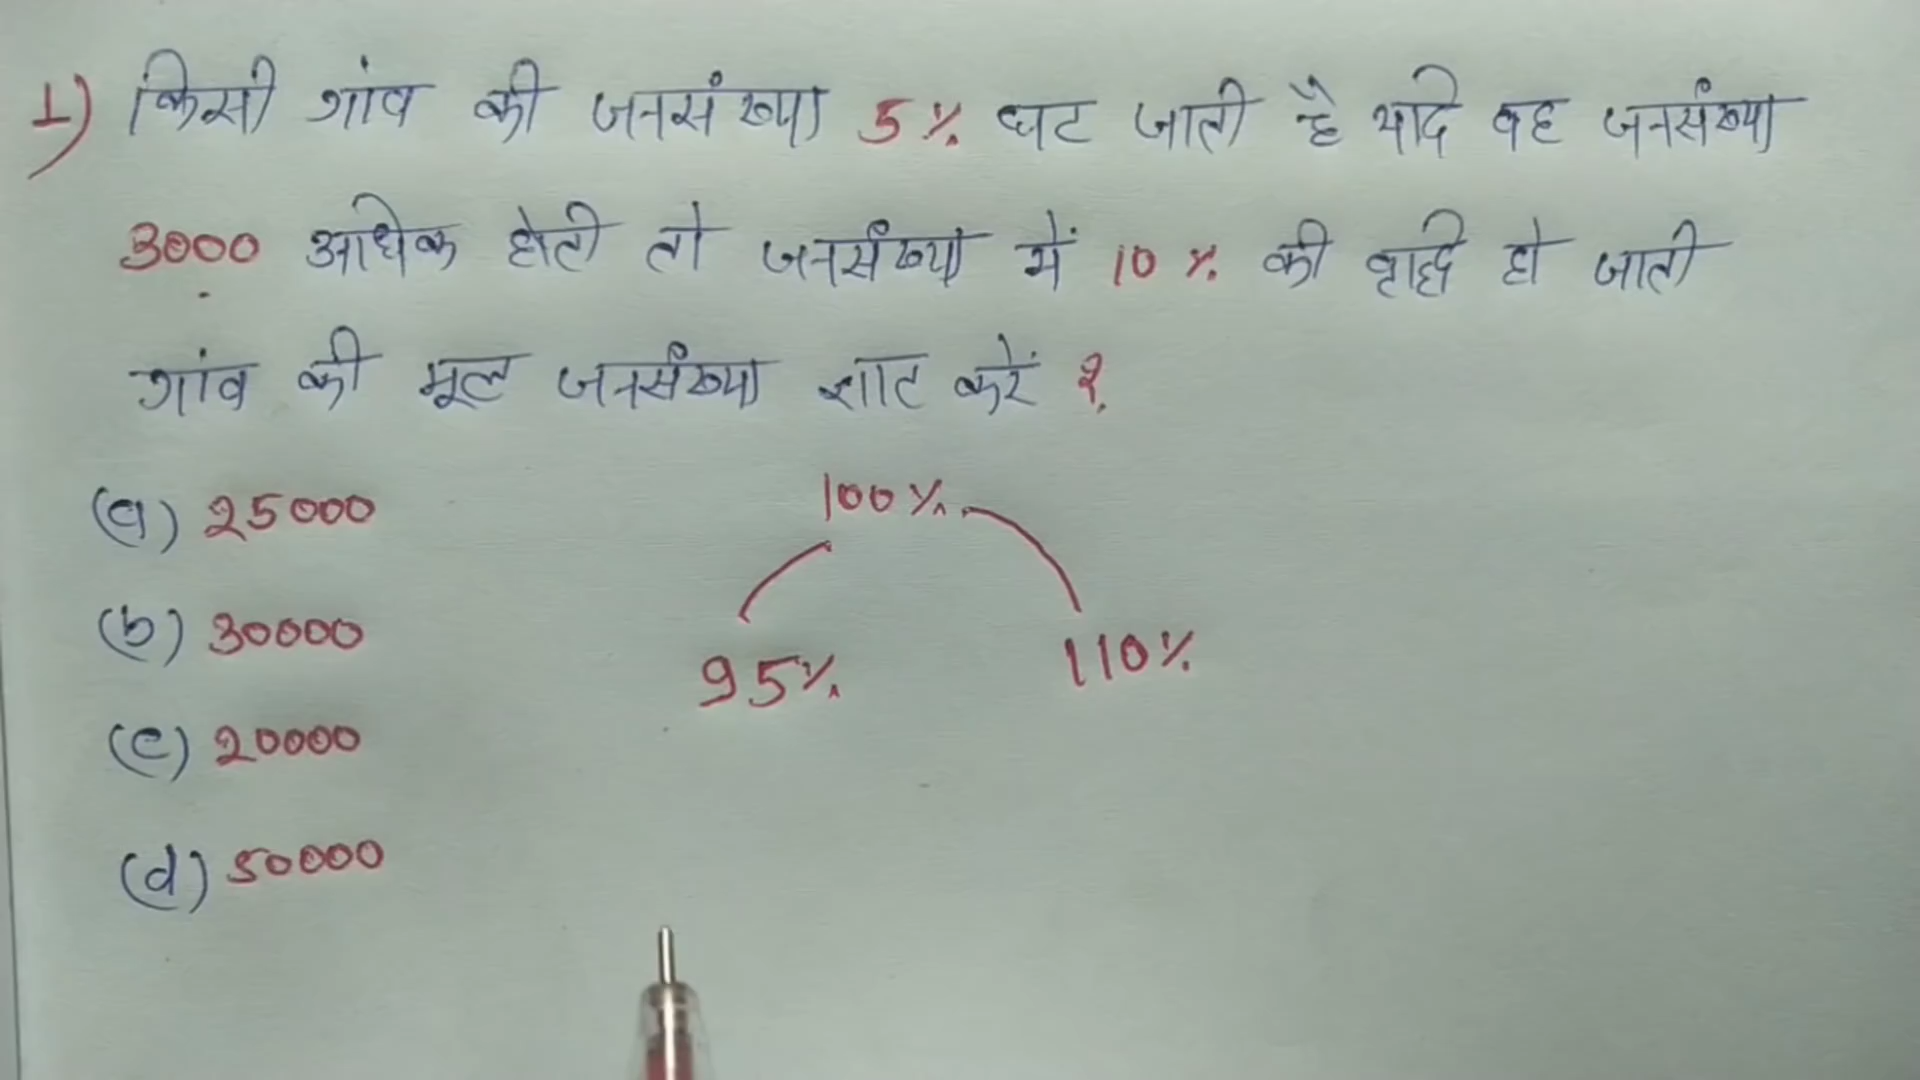 1) किसी गांव की जनसंख्या 5% घट जाती है यदि वह जनसंख्या
3000 अधिक होती तो जनसंख्या में 10% की वृद्धि हो जाती
गांव की मूल जनसंख्या ज्ञात करें ?
(a) 25000
100%
(b) 30000
95% 110%
(c) 20000
(d) 50000